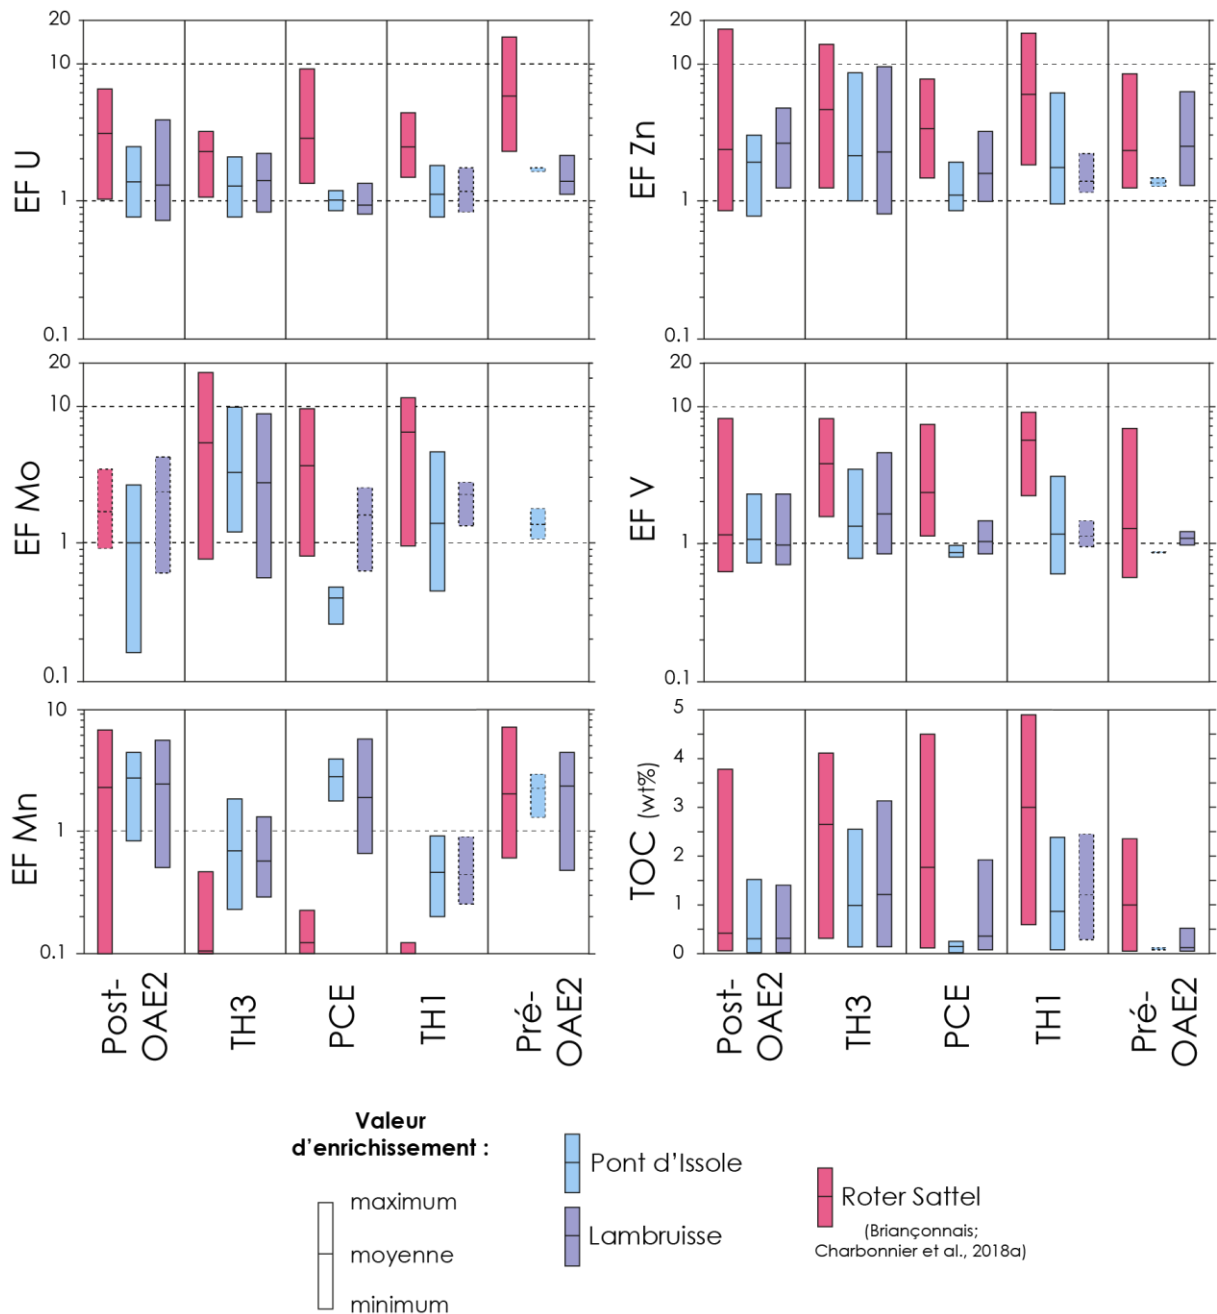 20
10
1
0.1
EF U
20
10
1
0.1
EF Zn
20
10
1
0.1
EF Mo
20
10
1
0.1
EF V
10
1
0.1
EF Mn
5
4
3
2
1
0
TOC (wt%)
Post-
OAE2
TH3
PCE
TH1
Pré-
OAE2
Post-
OAE2
TH3
PCE
TH1
Pré-
OAE2
Valeur
d'enrichissement :
maximum
moyenne
minimum
Pont d'Issole
Lambruisse
Roter Sattel
(Briançonnais;
Charbonnier et al., 2018a)